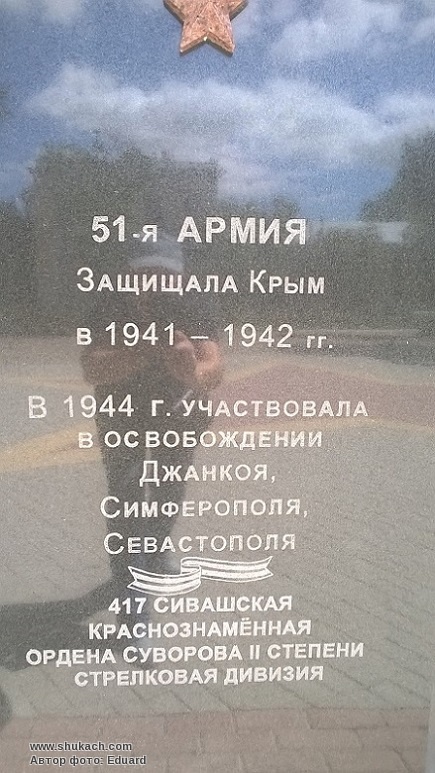 51-я АРМИЯ
ЗАЩИЩАЛА КРЫМ
В 1941 – 1942 гг.
В 1944 г. УЧАСТВОВАЛА
В ОСВОБОЖДЕНИИ
ДЖАНКОЯ,
СИМФЕРОПОЛЯ,
СЕВАСТОПОЛЯ
417 СИВАШСКАЯ
КРАСНОЗНАМЁННАЯ
ОРДЕНА СУВОРОВА II СТЕПЕНИ
СТРЕЛКОВАЯ ДИВИЗИЯ
www.shukach.com
Автор фото: Eduard